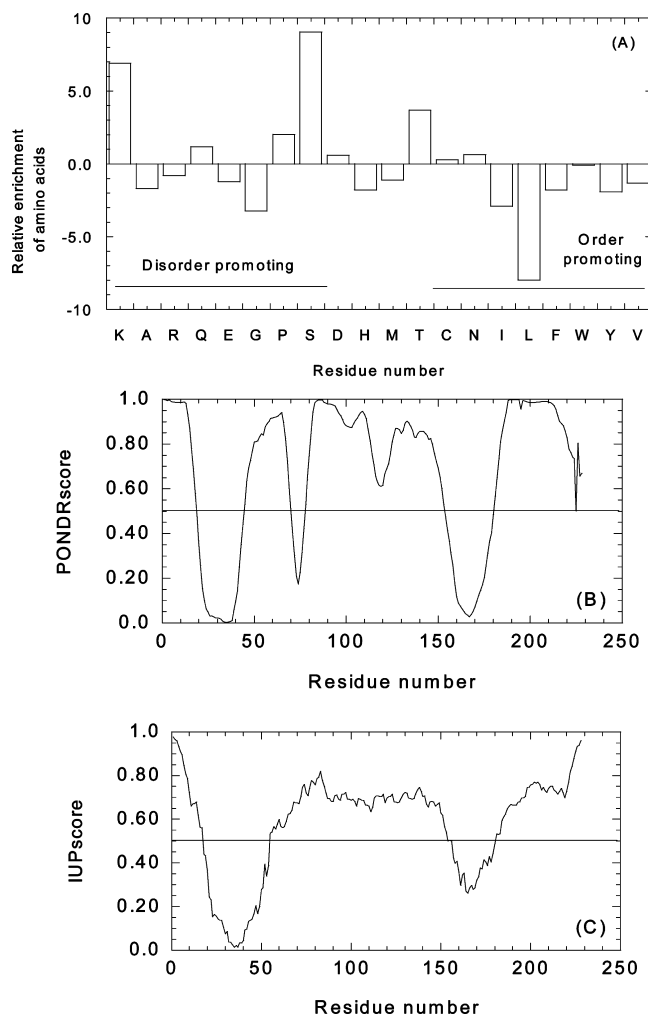 10
(A)
5.0
0.0
-5.0
-10
Relative enrichment
of amino acids
Disorder promoting
Order
promoting
K A R Q E G P S D H M T C N I L F W Y V
Residue number
1.0
0.80
0.60
0.40
0.20
0.0
PONDRscore
(B)
0 50 100 150 200 250
Residue number
1.0
0.80
0.60
0.40
0.20
0.0
IUPscore
(C)
0 50 100 150 200 250
Residue number